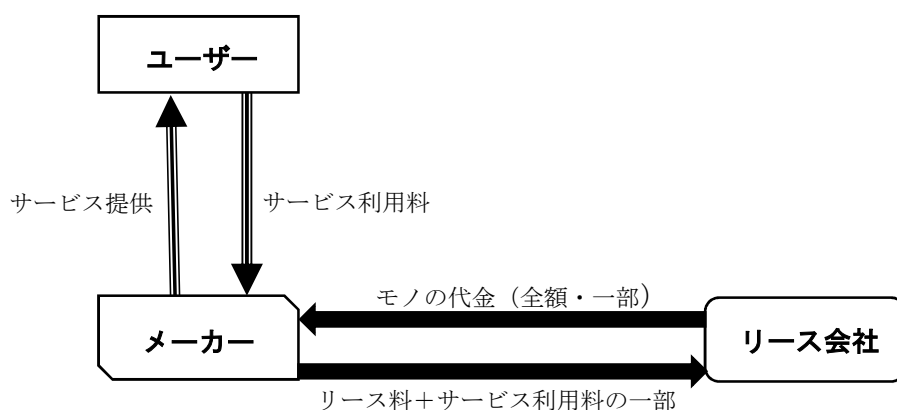 ユーザー
サービス提供
サービス利用料
モノの代金（全額・一部）
メーカー
リース会社
リース料＋サービス利用料の一部